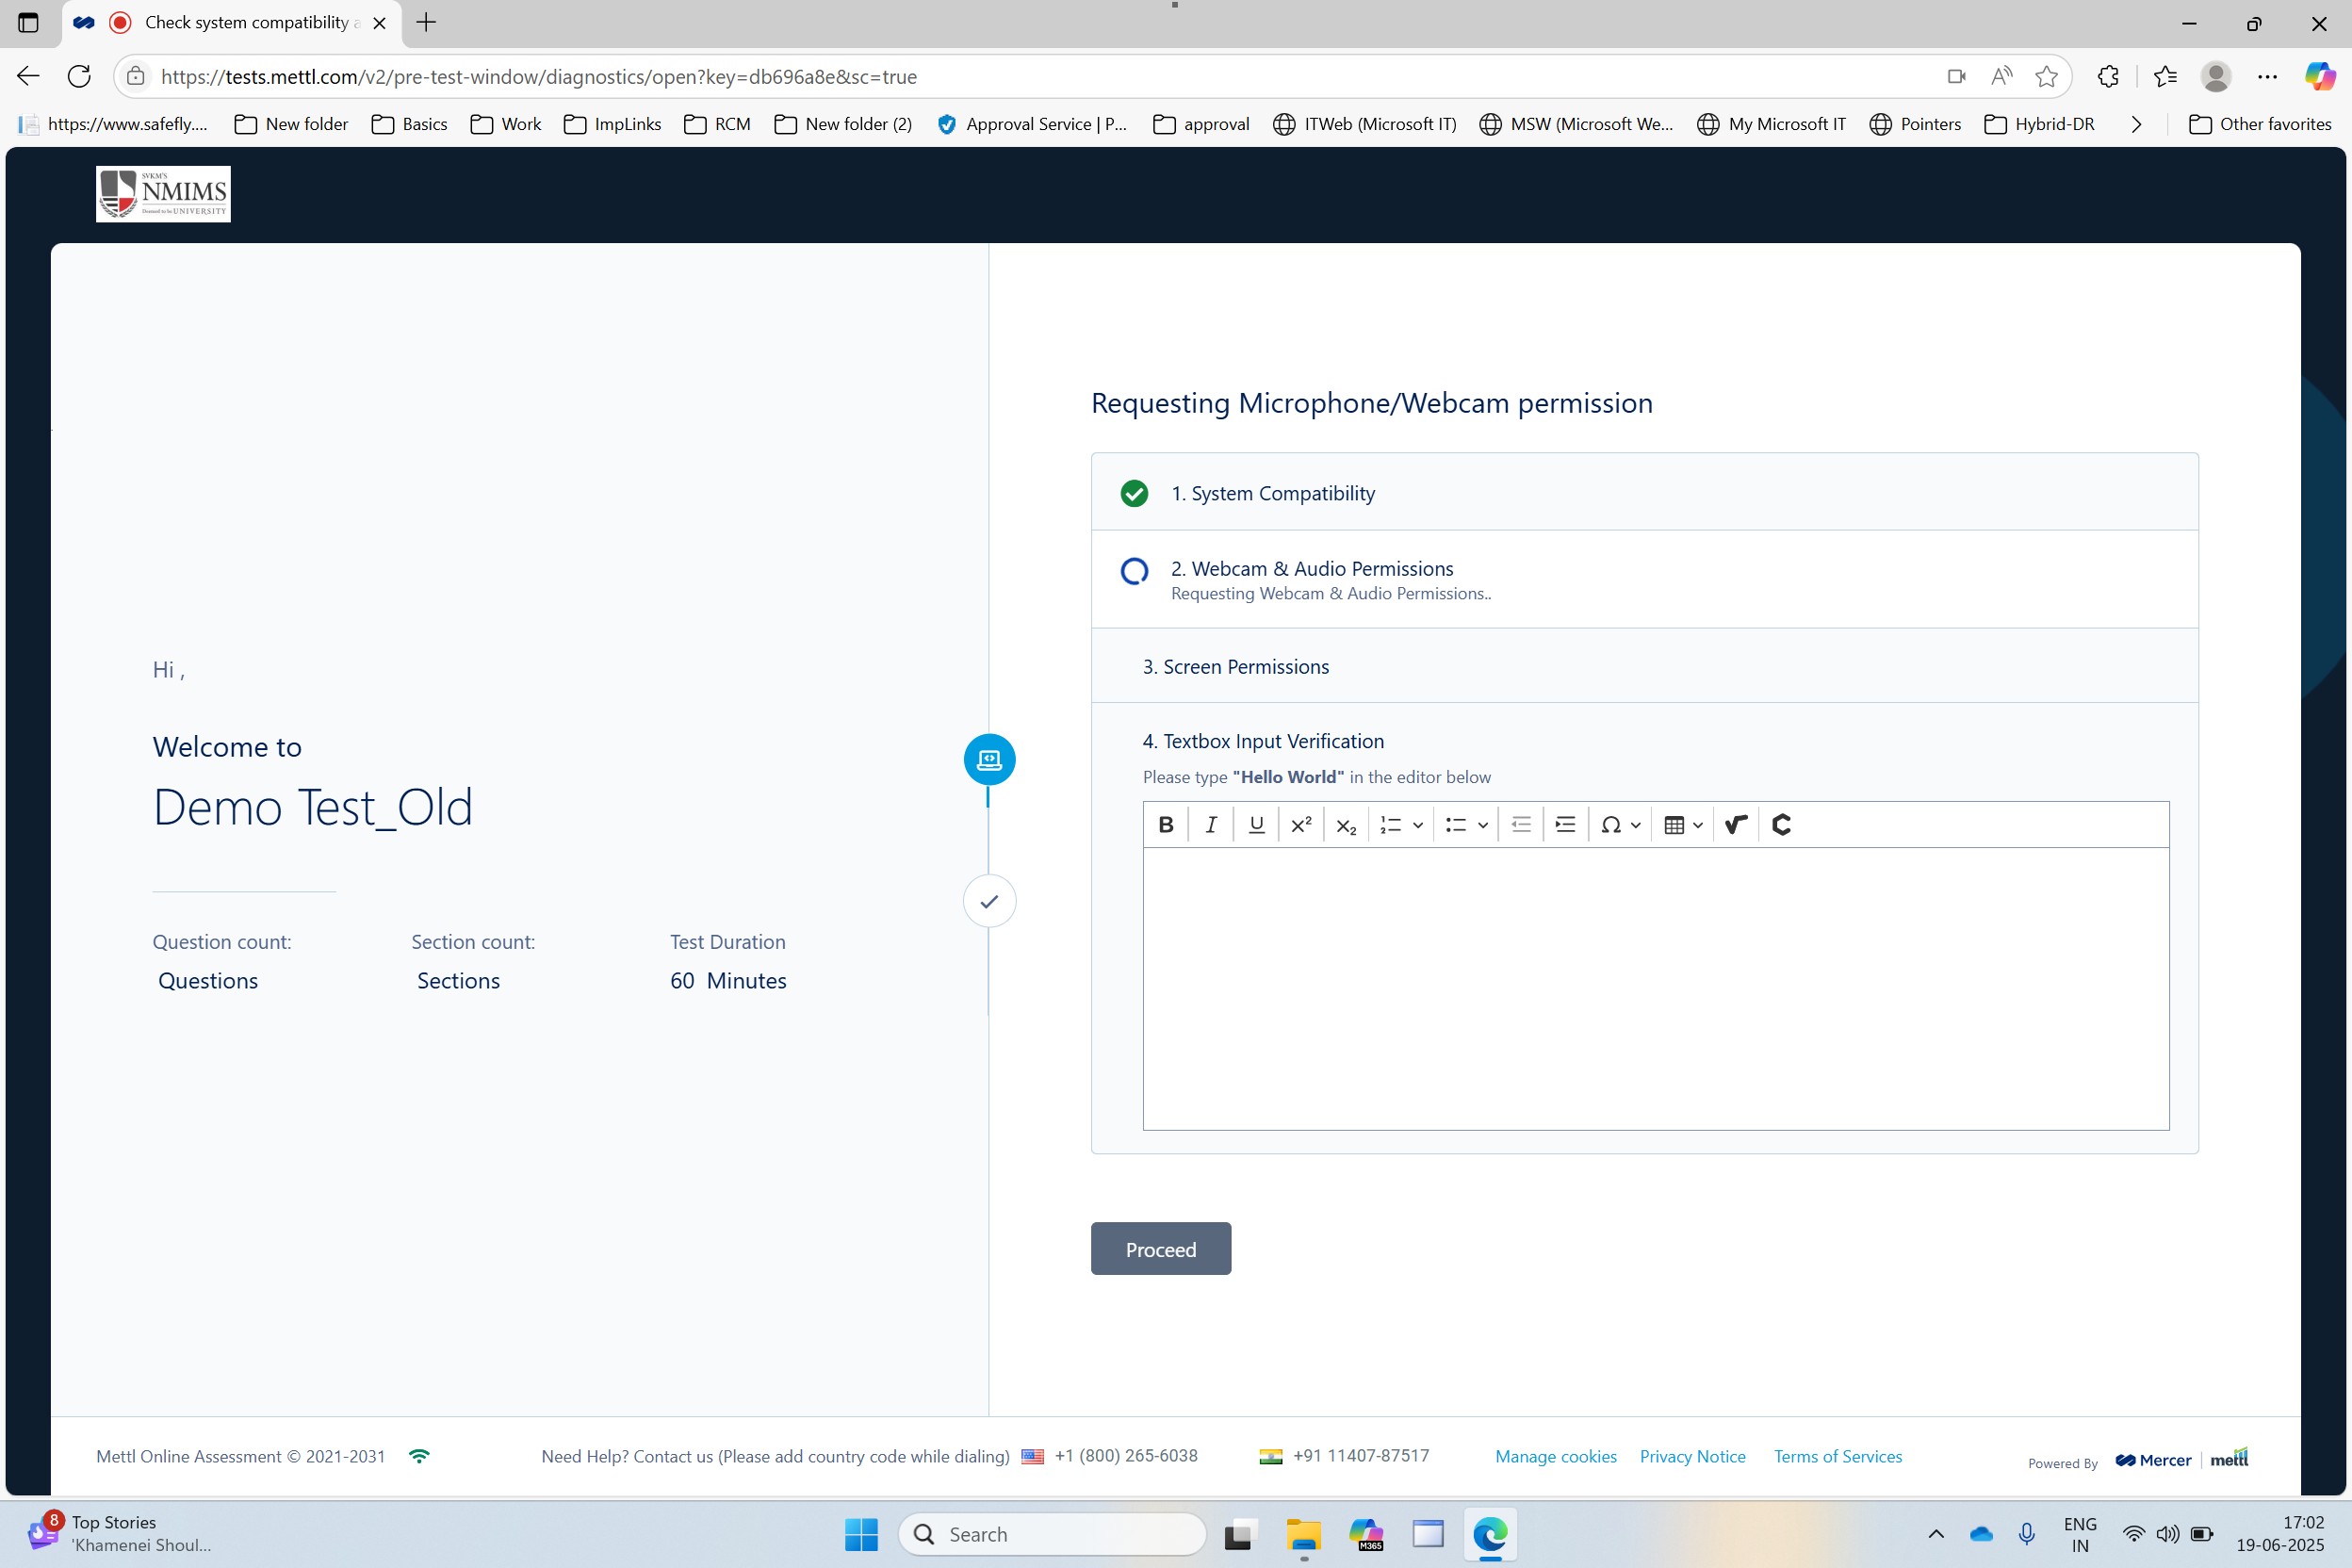 Check system compatibility a
https://tests.mettl.com/v2/pre-test-window/diagnostics/open?key=db696a8e&sc=true
https://www.safefly.... New folder Basics Work ImpLinks RCM New folder (2) Approval Service | P... approval ITWeb (Microsoft IT) MSW (Microsoft We... My Microsoft IT Pointers Hybrid-DR Other favorites
SVKM'S
NMIMS
Deemed to be UNIVERSITY
Hi ,
Welcome to
Demo Test_Old
Question count: Section count: Test Duration
Questions Sections 60 Minutes
Requesting Microphone/Webcam permission
1. System Compatibility
2. Webcam & Audio Permissions
Requesting Webcam & Audio Permissions..
3. Screen Permissions
4. Textbox Input Verification
Please type "Hello World" in the editor below
B I U X² X₂ Ω C
Proceed
Mettl Online Assessment © 2021-2031 Need Help? Contact us (Please add country code while dialing) +1 (800) 265-6038 +91 11407-87517 Manage cookies Privacy Notice Terms of Services Powered By Mercer | mettl
8 Top Stories
'Khamenei Shoul...
Search
M365
ENG
IN
17:02
19-06-2025